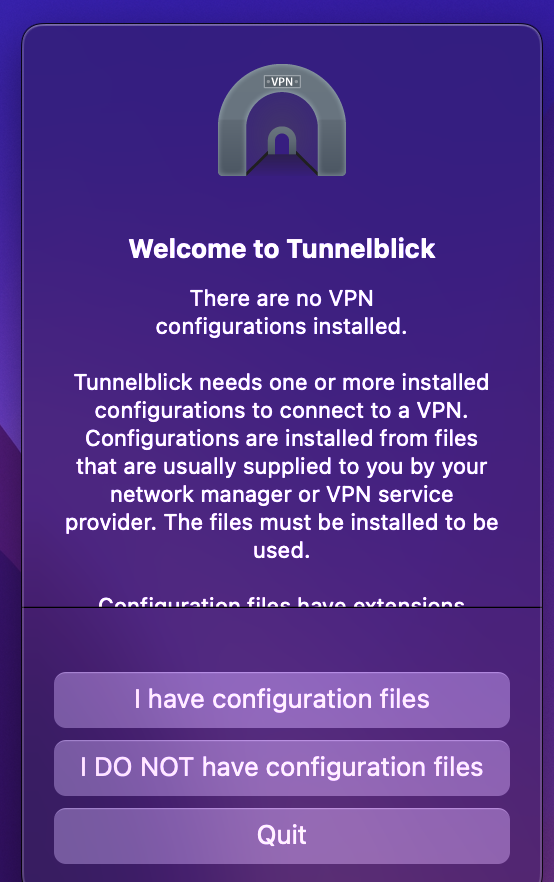 VPN
Welcome to Tunnelblick
There are no VPN
configurations installed.
Tunnelblick needs one or more installed
configurations to connect to a VPN.
Configurations are installed from files
that are usually supplied to you by your
network manager or VPN service
provider. The files must be installed to be
used.
Configuration files have extensions
I have configuration files
I DO NOT have configuration files
Quit